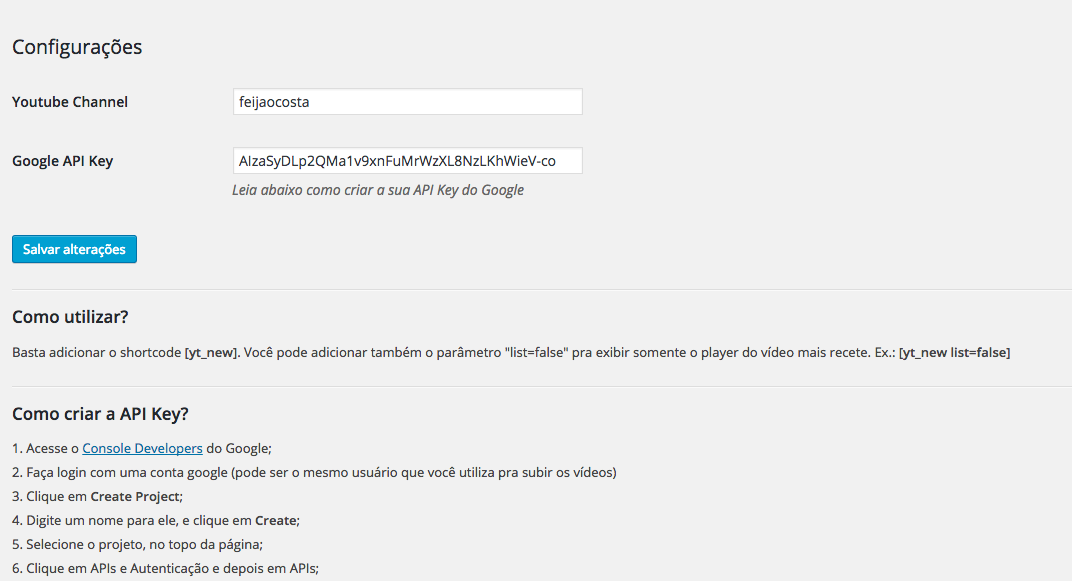 Configurações
Youtube Channel
feijaocosta
Google API Key
AIzaSyDLp2QMa1v9xnFuMrWzXL8NzLKhWieV-co
Leia abaixo como criar a sua API Key do Google
Salvar alterações
Como utilizar?
Basta adicionar o shortcode [yt_new]. Você pode adicionar também o parâmetro "list=false" pra exibir somente o player do vídeo mais recete. Ex.: [yt_new list=false]
Como criar a API Key?
1. Acesse o Console Developers do Google;
2. Faça login com uma conta google (pode ser o mesmo usuário que você utiliza pra subir os vídeos)
3. Clique em Create Project;
4. Digite um nome para ele, e clique em Create;
5. Selecione o projeto, no topo da página;
6. Clique em APIs e Autenticação e depois em APIs;